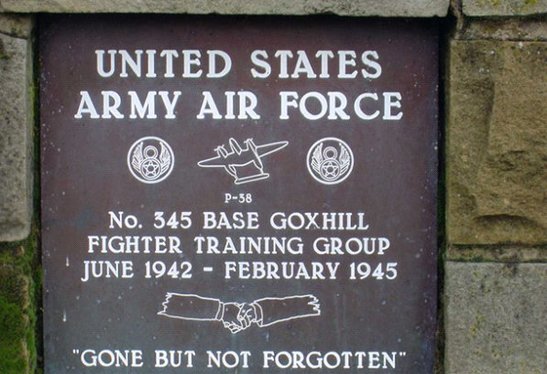 UNITED STATES
ARMY AIR FORCE
P-38
No. 345 BASE GOXHILL
FIGHTER TRAINING GROUP
JUNE 1942 - FEBRUARY 1945
"GONE BUT NOT FORGOTTEN"